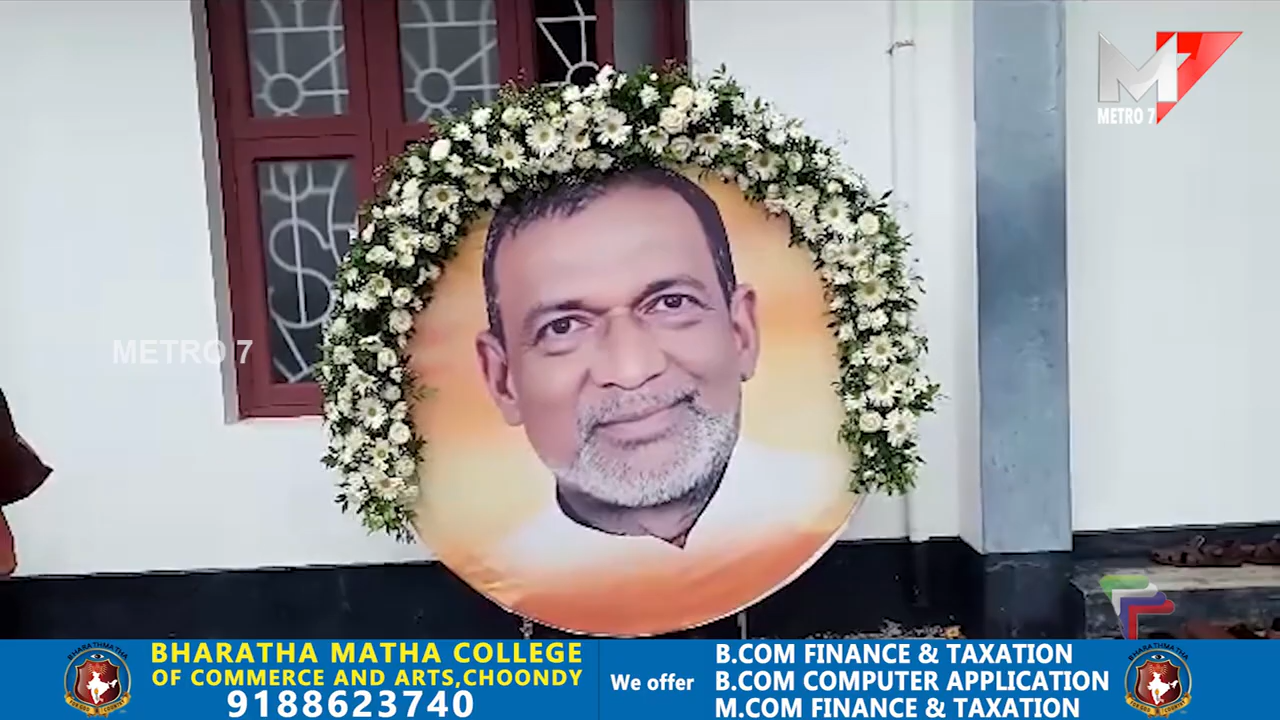 METRO 7
METRO 7
BHARATHA MATHA COLLEGE
OF COMMERCE AND ARTS,CHOONDY
9188623740
We offer
B.COM FINANCE & TAXATION
B.COM COMPUTER APPLICATION
M.COM FINANCE & TAXATION